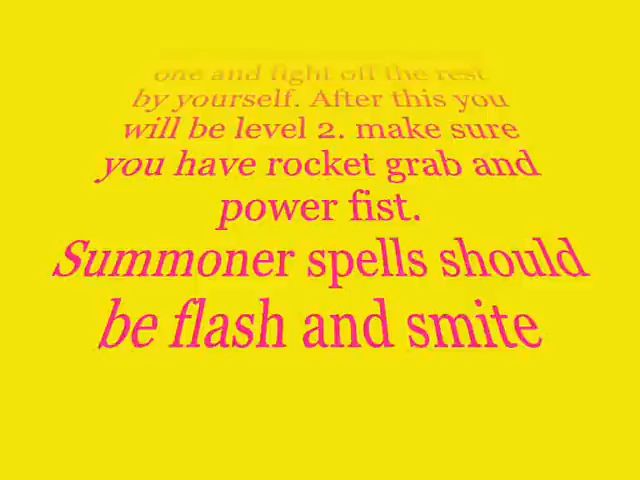 one and fight off the rest
by yourself. After this you
will be level 2. make sure
you have rocket grab and
power fist.
Summoner spells should
be flash and smite